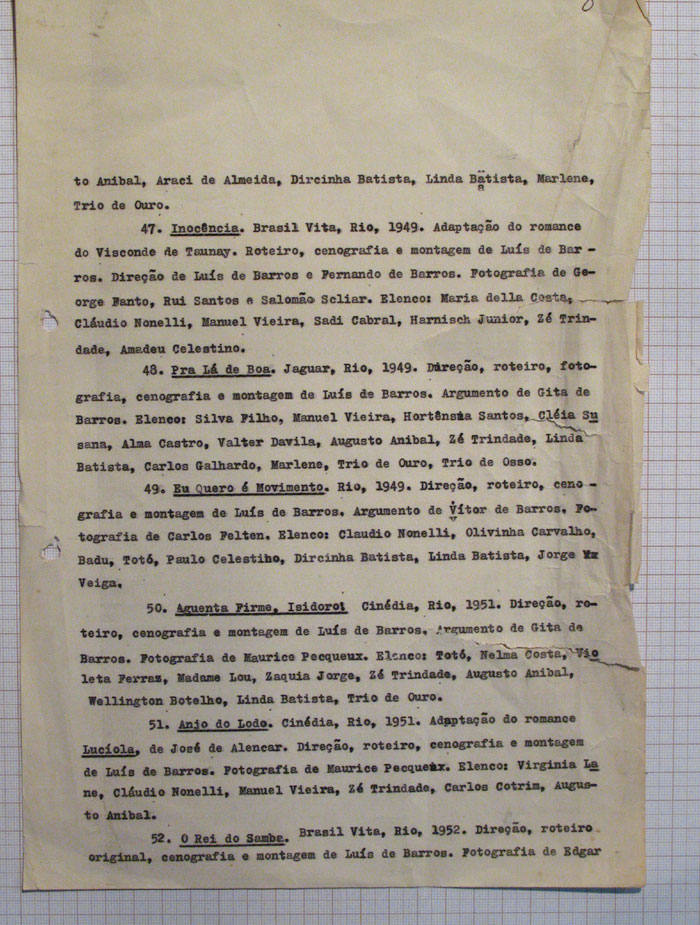 to Anibal, Araci de Almeida, Dircinha Batista, Linda Batista, Marlene,
Trio de Ouro.
47. Inocência. Brasil Vita, Rio, 1949. Adaptação do romance
do Visconde de Taunay. Roteiro, cenografia e montagem de Luís de Bar -
ros. Direção de Luís de Barros e Fernando de Barros. Fotografia de Ge-
orge Fanto, Rui Santos e Salomão Scliar. Elenco: Maria della Costa,
Cláudio Nonelli, Manuel Vieira, Sadi Cabral, Harnisch Junior, Zé Trin-
dade, Amadeu Celestino.
48. Pra Lá de Boa. Jaguar, Rio, 1949. Direção, roteiro, foto-
grafia, cenografia e montagem de Luís de Barros. Argumento de Gita de
Barros. Elenco: Silva Filho, Manuel Vieira, Hortênsia Santos, Cléia Su
sana, Alma Castro, Valter Davila, Augusto Anibal, Zé Trindade, Linda
Batista, Carlos Galhardo, Marlene, Trio de Ouro, Trio de Osso.
49. Eu Quero é Movimento. Rio, 1949. Direção, roteiro, ceno -
grafia e montagem de Luís de Barros. Argumento de Vítor de Barros. Fo-
tografia de Carlos Felten. Elenco: Claudio Nonelli, Olivinha Carvalho,
Badu, Totó, Paulo Celestiho, Dircinha Batista, Linda Batista, Jorge
Veiga.
50. Aguenta Firme, Isidoro! Cinédia, Rio, 1951. Direção, ro-
teiro, cenografia e montagem de Luís de Barros. Argumento de Gita de
Barros. Fotografia de Maurice Pecqueux. Elenco: Totó, Nelma Costa, Vio
leta Ferraz, Madame Lou, Zaquia Jorge, Zé Trindade, Augusto Anibal,
Wellington Botelho, Linda Batista, Trio de Ouro.
51. Anjo do Lodo. Cinédia, Rio, 1951. Adaptação do romance
Lucíola, de José de Alencar. Direção, roteiro, cenografia e montagem
de Luís de Barros. Fotografia de Maurice Pecqueux. Elenco: Virginia La
ne, Cláudio Nonelli, Manuel Vieira, Zé Trindade, Carlos Cotrim, Augus-
to Anibal.
52. O Rei do Samba. Brasil Vita, Rio, 1952. Direção, roteiro
original, cenografia e montagem de Luís de Barros. Fotografia de Edgar